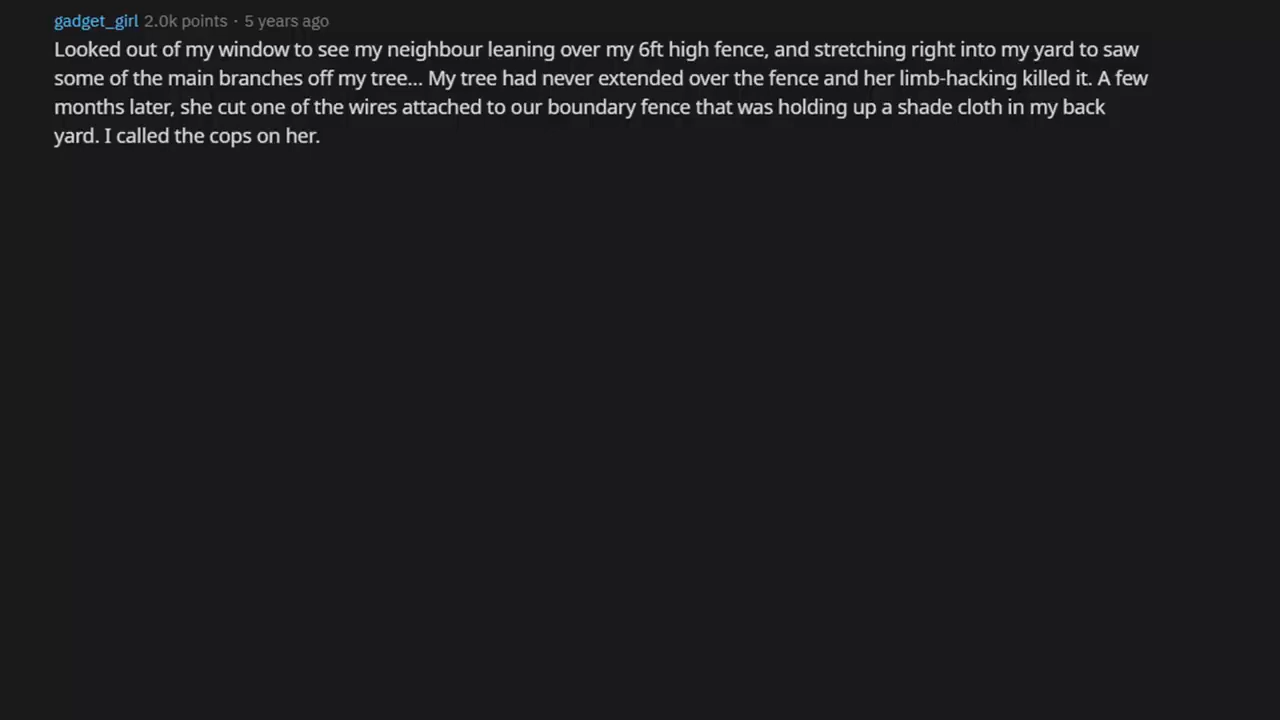 gadget_girl 2.0k points · 5 years ago
Looked out of my window to see my neighbour leaning over my 6ft high fence, and stretching right into my yard to saw
some of the main branches off my tree... My tree had never extended over the fence and her limb-hacking killed it. A few
months later, she cut one of the wires attached to our boundary fence that was holding up a shade cloth in my back
yard. I called the cops on her.